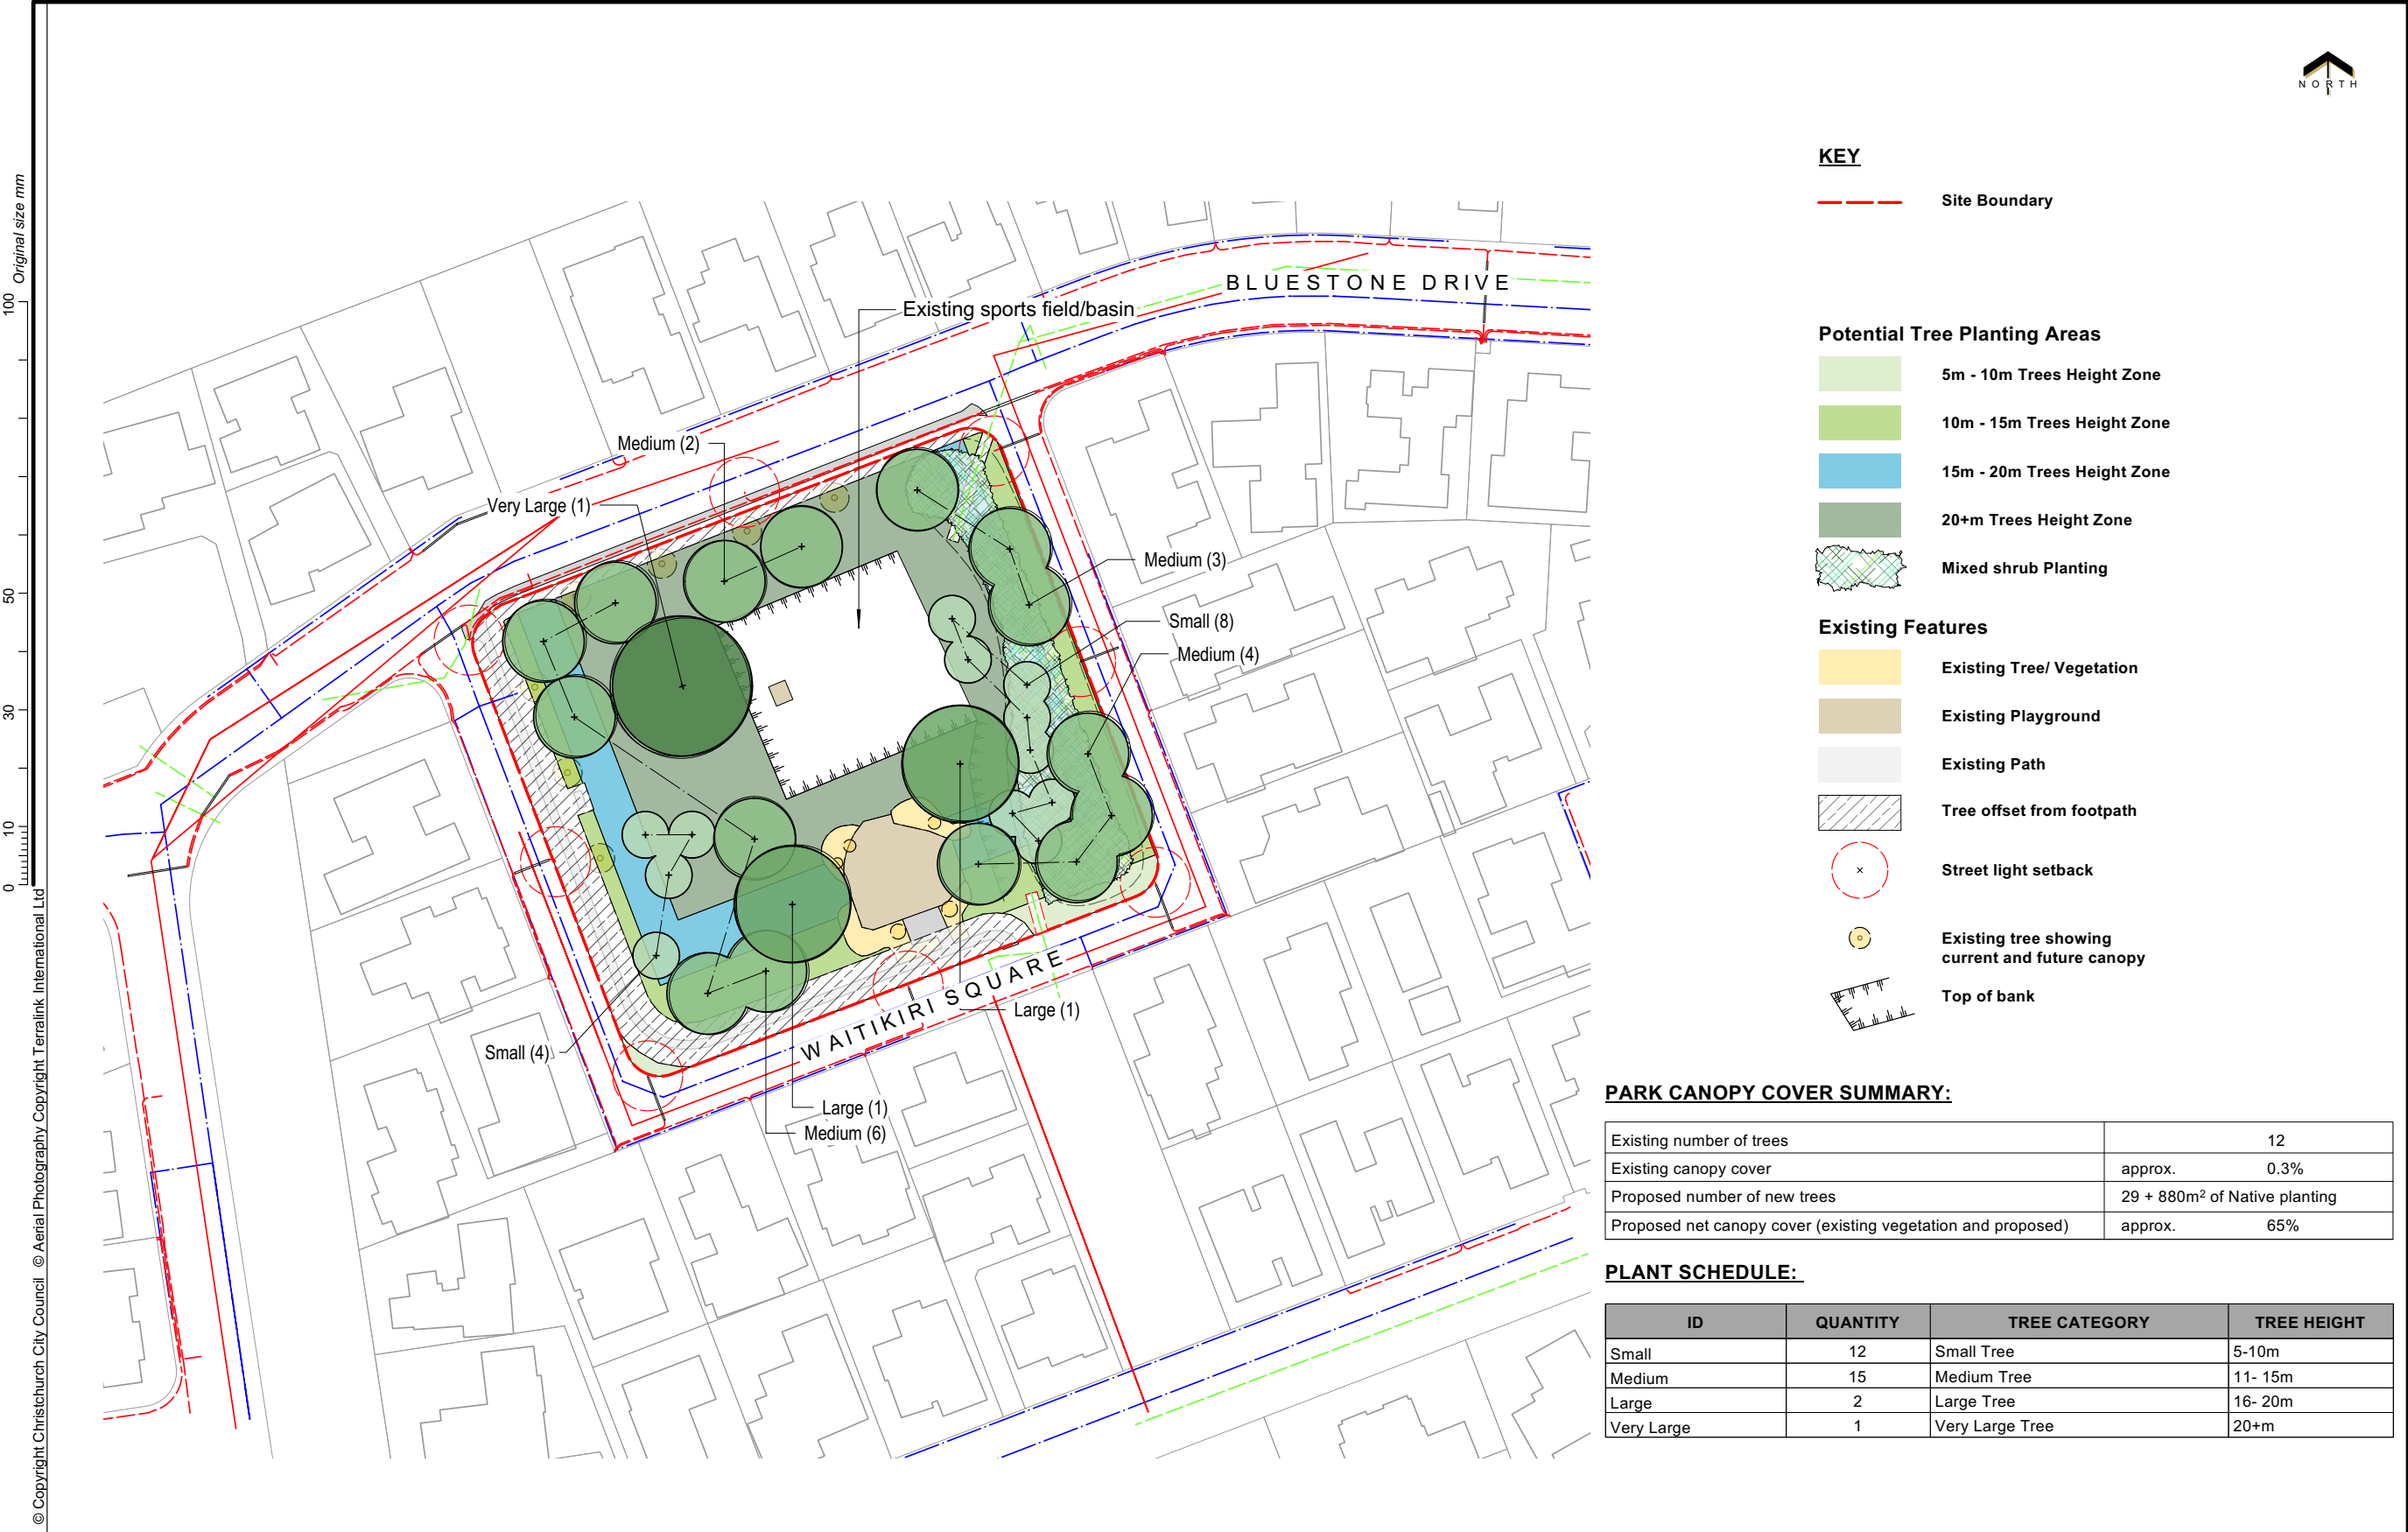 NORTH
Original size mm
100
50
30
10
0
© Copyright Christchurch City Council © Aerial Photography Copyright Terralink International Ltd
BLUESTONE DRIVE
Existing sports field/basin
Medium (2)
Very Large (1)
Medium (3)
Small (8)
Medium (4)
WAITIKIRI SQUARE
Large (1)
Small (4)
Large (1)
Medium (6)
KEY
Site Boundary
Potential Tree Planting Areas
5m - 10m Trees Height Zone
10m - 15m Trees Height Zone
15m - 20m Trees Height Zone
20+m Trees Height Zone
Mixed shrub Planting
Existing Features
Existing Tree/ Vegetation
Existing Playground
Existing Path
Tree offset from footpath
Street light setback
Existing tree showing
current and future canopy
Top of bank
PARK CANOPY COVER SUMMARY:
Existing number of trees 12
Existing canopy cover approx. 0.3%
Proposed number of new trees 29 + 880m² of Native planting
Proposed net canopy cover (existing vegetation and proposed) approx. 65%
PLANT SCHEDULE:
ID QUANTITY TREE CATEGORY TREE HEIGHT
Small 12 Small Tree 5-10m
Medium 15 Medium Tree 11- 15m
Large 2 Large Tree 16- 20m
Very Large 1 Very Large Tree 20+m